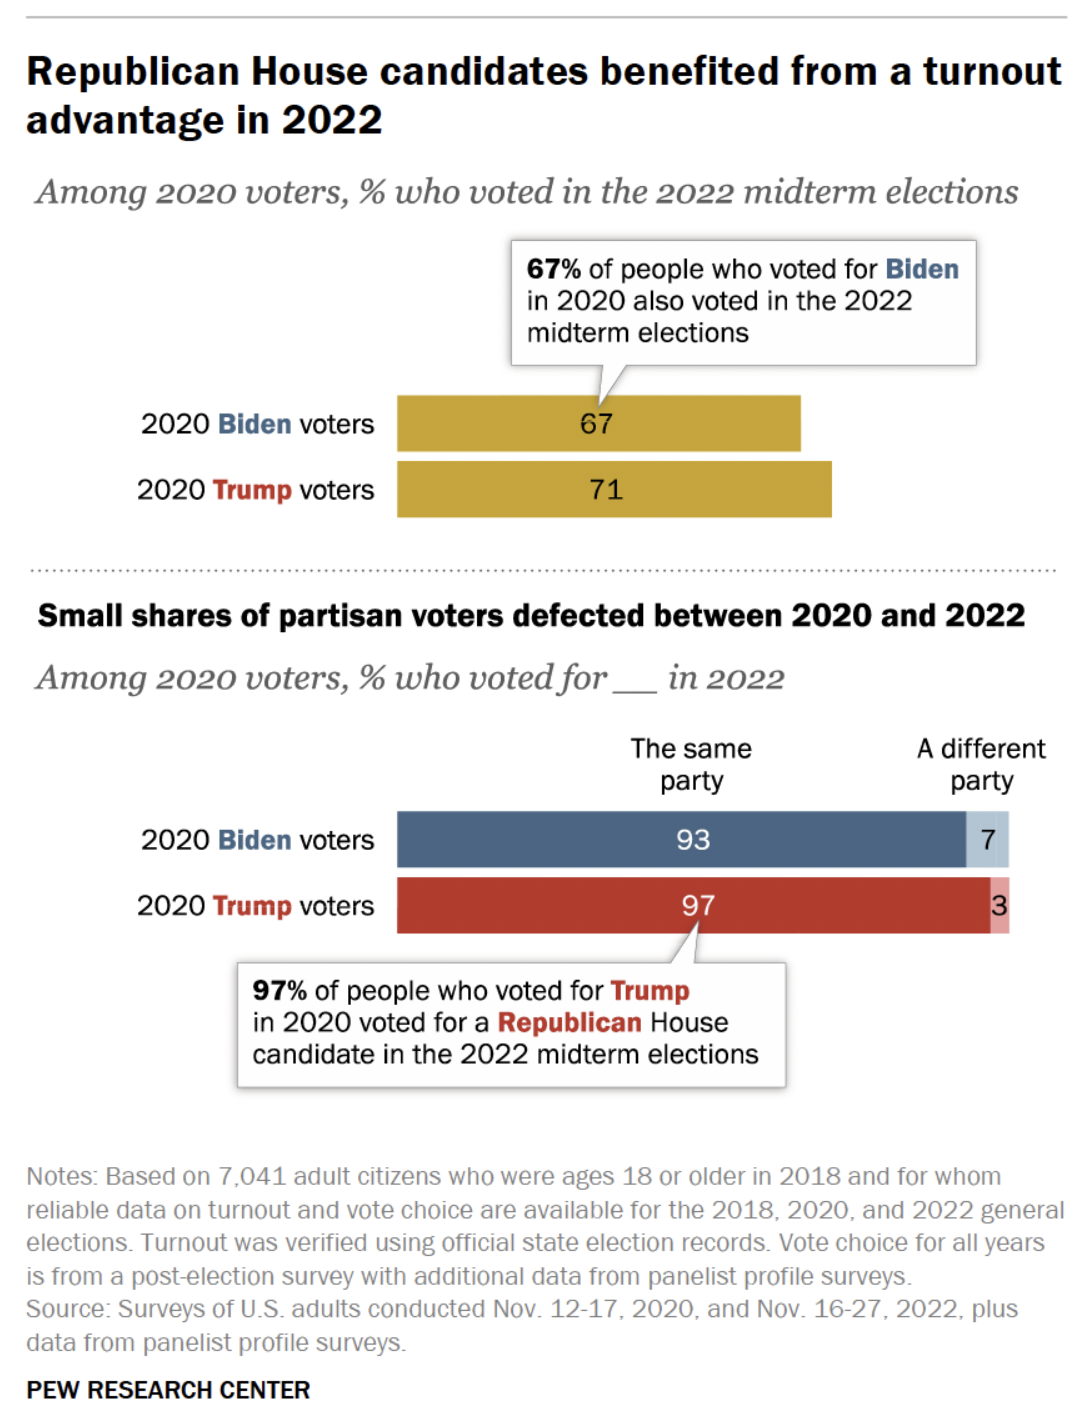 Republican House candidates benefited from a turnout
advantage in 2022
Among 2020 voters, % who voted in the 2022 midterm elections
67% of people who voted for Biden
in 2020 also voted in the 2022
midterm elections
2020 Biden voters 67
2020 Trump voters 71
Small shares of partisan voters defected between 2020 and 2022
Among 2020 voters, % who voted for __ in 2022
The same A different
party party
2020 Biden voters 93 7
2020 Trump voters 97 3
97% of people who voted for Trump
in 2020 voted for a Republican House
candidate in the 2022 midterm elections
Notes: Based on 7,041 adult citizens who were ages 18 or older in 2018 and for whom
reliable data on turnout and vote choice are available for the 2018, 2020, and 2022 general
elections. Turnout was verified using official state election records. Vote choice for all years
is from a post-election survey with additional data from panelist profile surveys.
Source: Surveys of U.S. adults conducted Nov. 12-17, 2020, and Nov. 16-27, 2022, plus
data from panelist profile surveys.
PEW RESEARCH CENTER